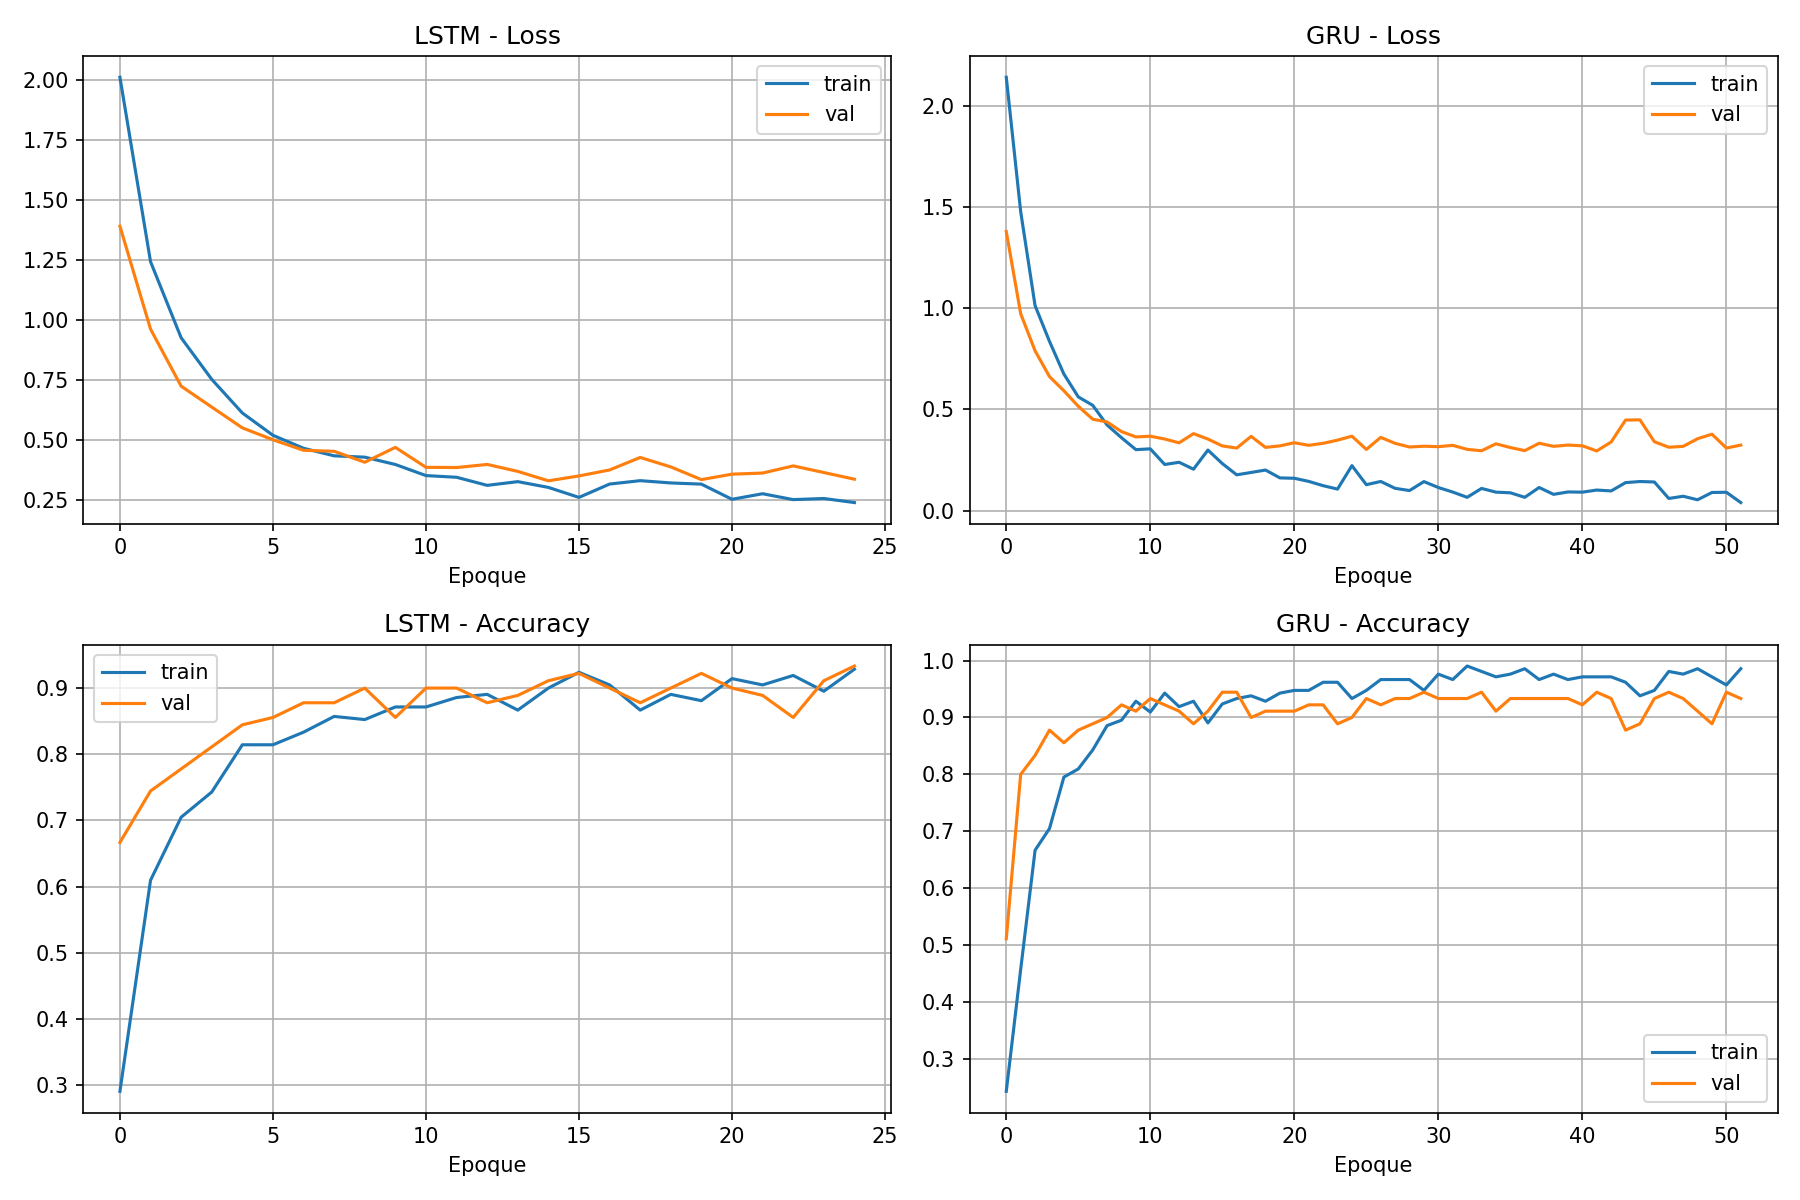 LSTM - Loss
2.00
1.75
1.50
1.25
1.00
0.75
0.50
0.25
0 5 10 15 20 25
Epoque
train
val
GRU - Loss
2.0
1.5
1.0
0.5
0.0
0 10 20 30 40 50
Epoque
train
val
LSTM - Accuracy
0.9
0.8
0.7
0.6
0.5
0.4
0.3
0 5 10 15 20 25
Epoque
train
val
GRU - Accuracy
1.0
0.9
0.8
0.7
0.6
0.5
0.4
0.3
0 10 20 30 40 50
Epoque
train
val